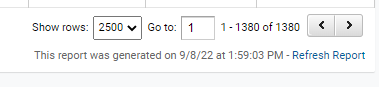 Show rows: 2500 Go to: 1 1 - 1380 of 1380
This report was generated on 9/8/22 at 1:59:03 PM - Refresh Report